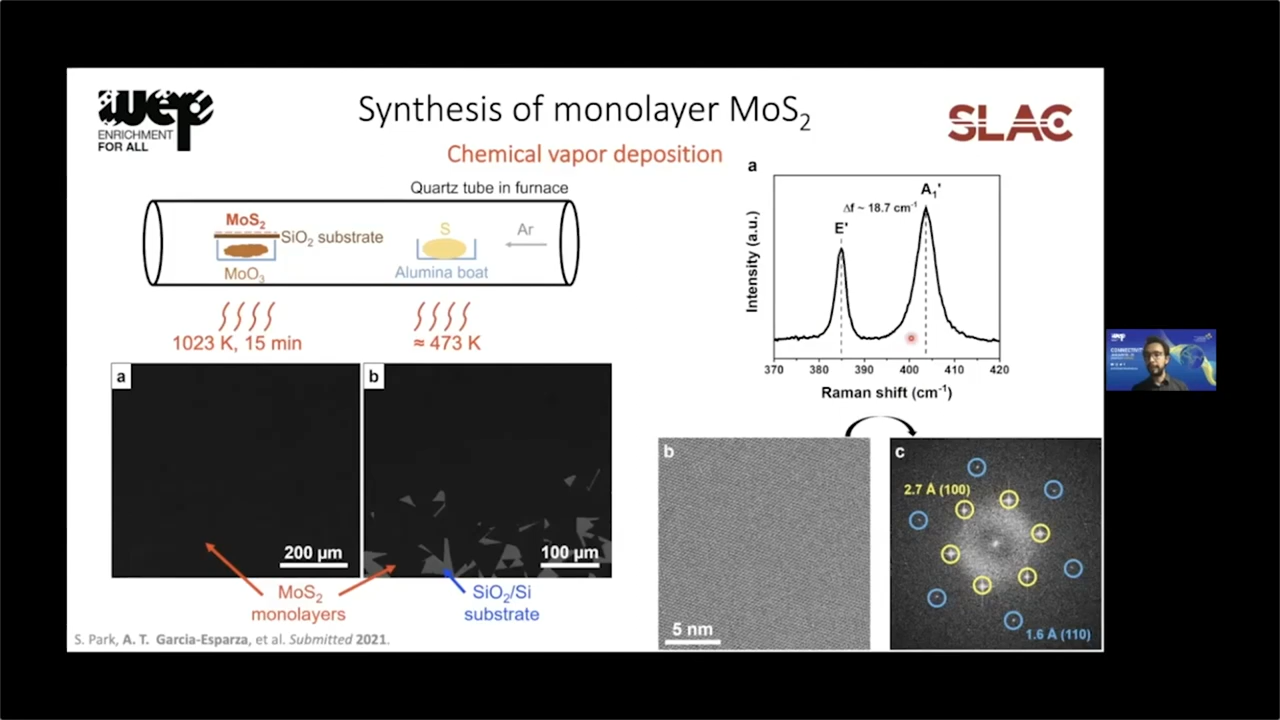 wep
ENRICHMENT
FOR ALL
Synthesis of monolayer MoS₂
SLAC
Chemical vapor deposition
Quartz tube in furnace
MoS₂
SiO₂ substrate
MoO₃
S
Alumina boat
Ar
1023 K, 15 min
≈ 473 K
a
200 µm
b
100 µm
MoS₂
monolayers
SiO₂/Si
substrate
S. Park, A. T. Garcia-Esparza, et al. Submitted 2021.
a
A₁'
Δf ~ 18.7 cm⁻¹
E'
Intensity (a.u.)
370 380 390 400 410 420
Raman shift (cm⁻¹)
b
5 nm
c
2.7 Å (100)
1.6 Å (110)